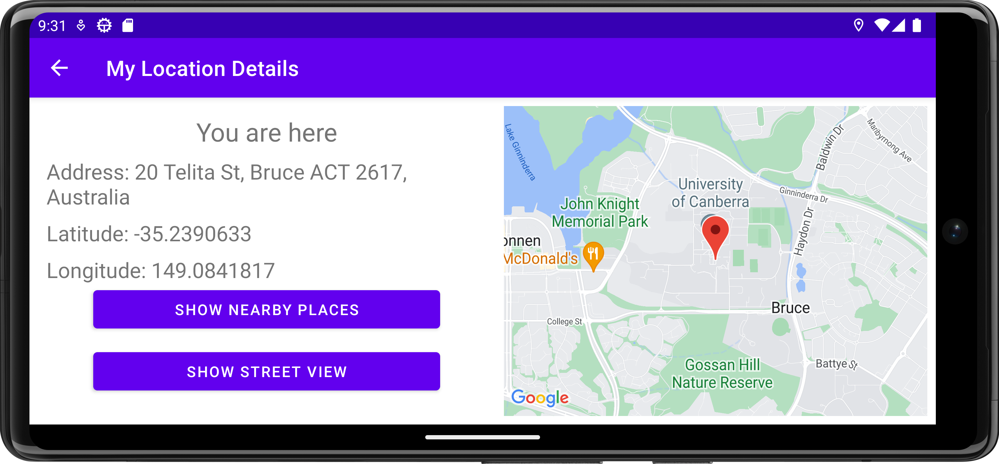 9:31
My Location Details
You are here
Address: 20 Telita St, Bruce ACT 2617,
Australia
Latitude: -35.2390633
Longitude: 149.0841817
SHOW NEARBY PLACES
SHOW STREET VIEW
Lake Ginninderra
Baldwin Dr
Maribyrnong Ave
University
of Canberra
Ginninderra Dr
John Knight
Memorial Park
Haydon Dr
onnen
McDonald's
Bruce
College St
Battye St
Gossan Hill
Nature Reserve
Google